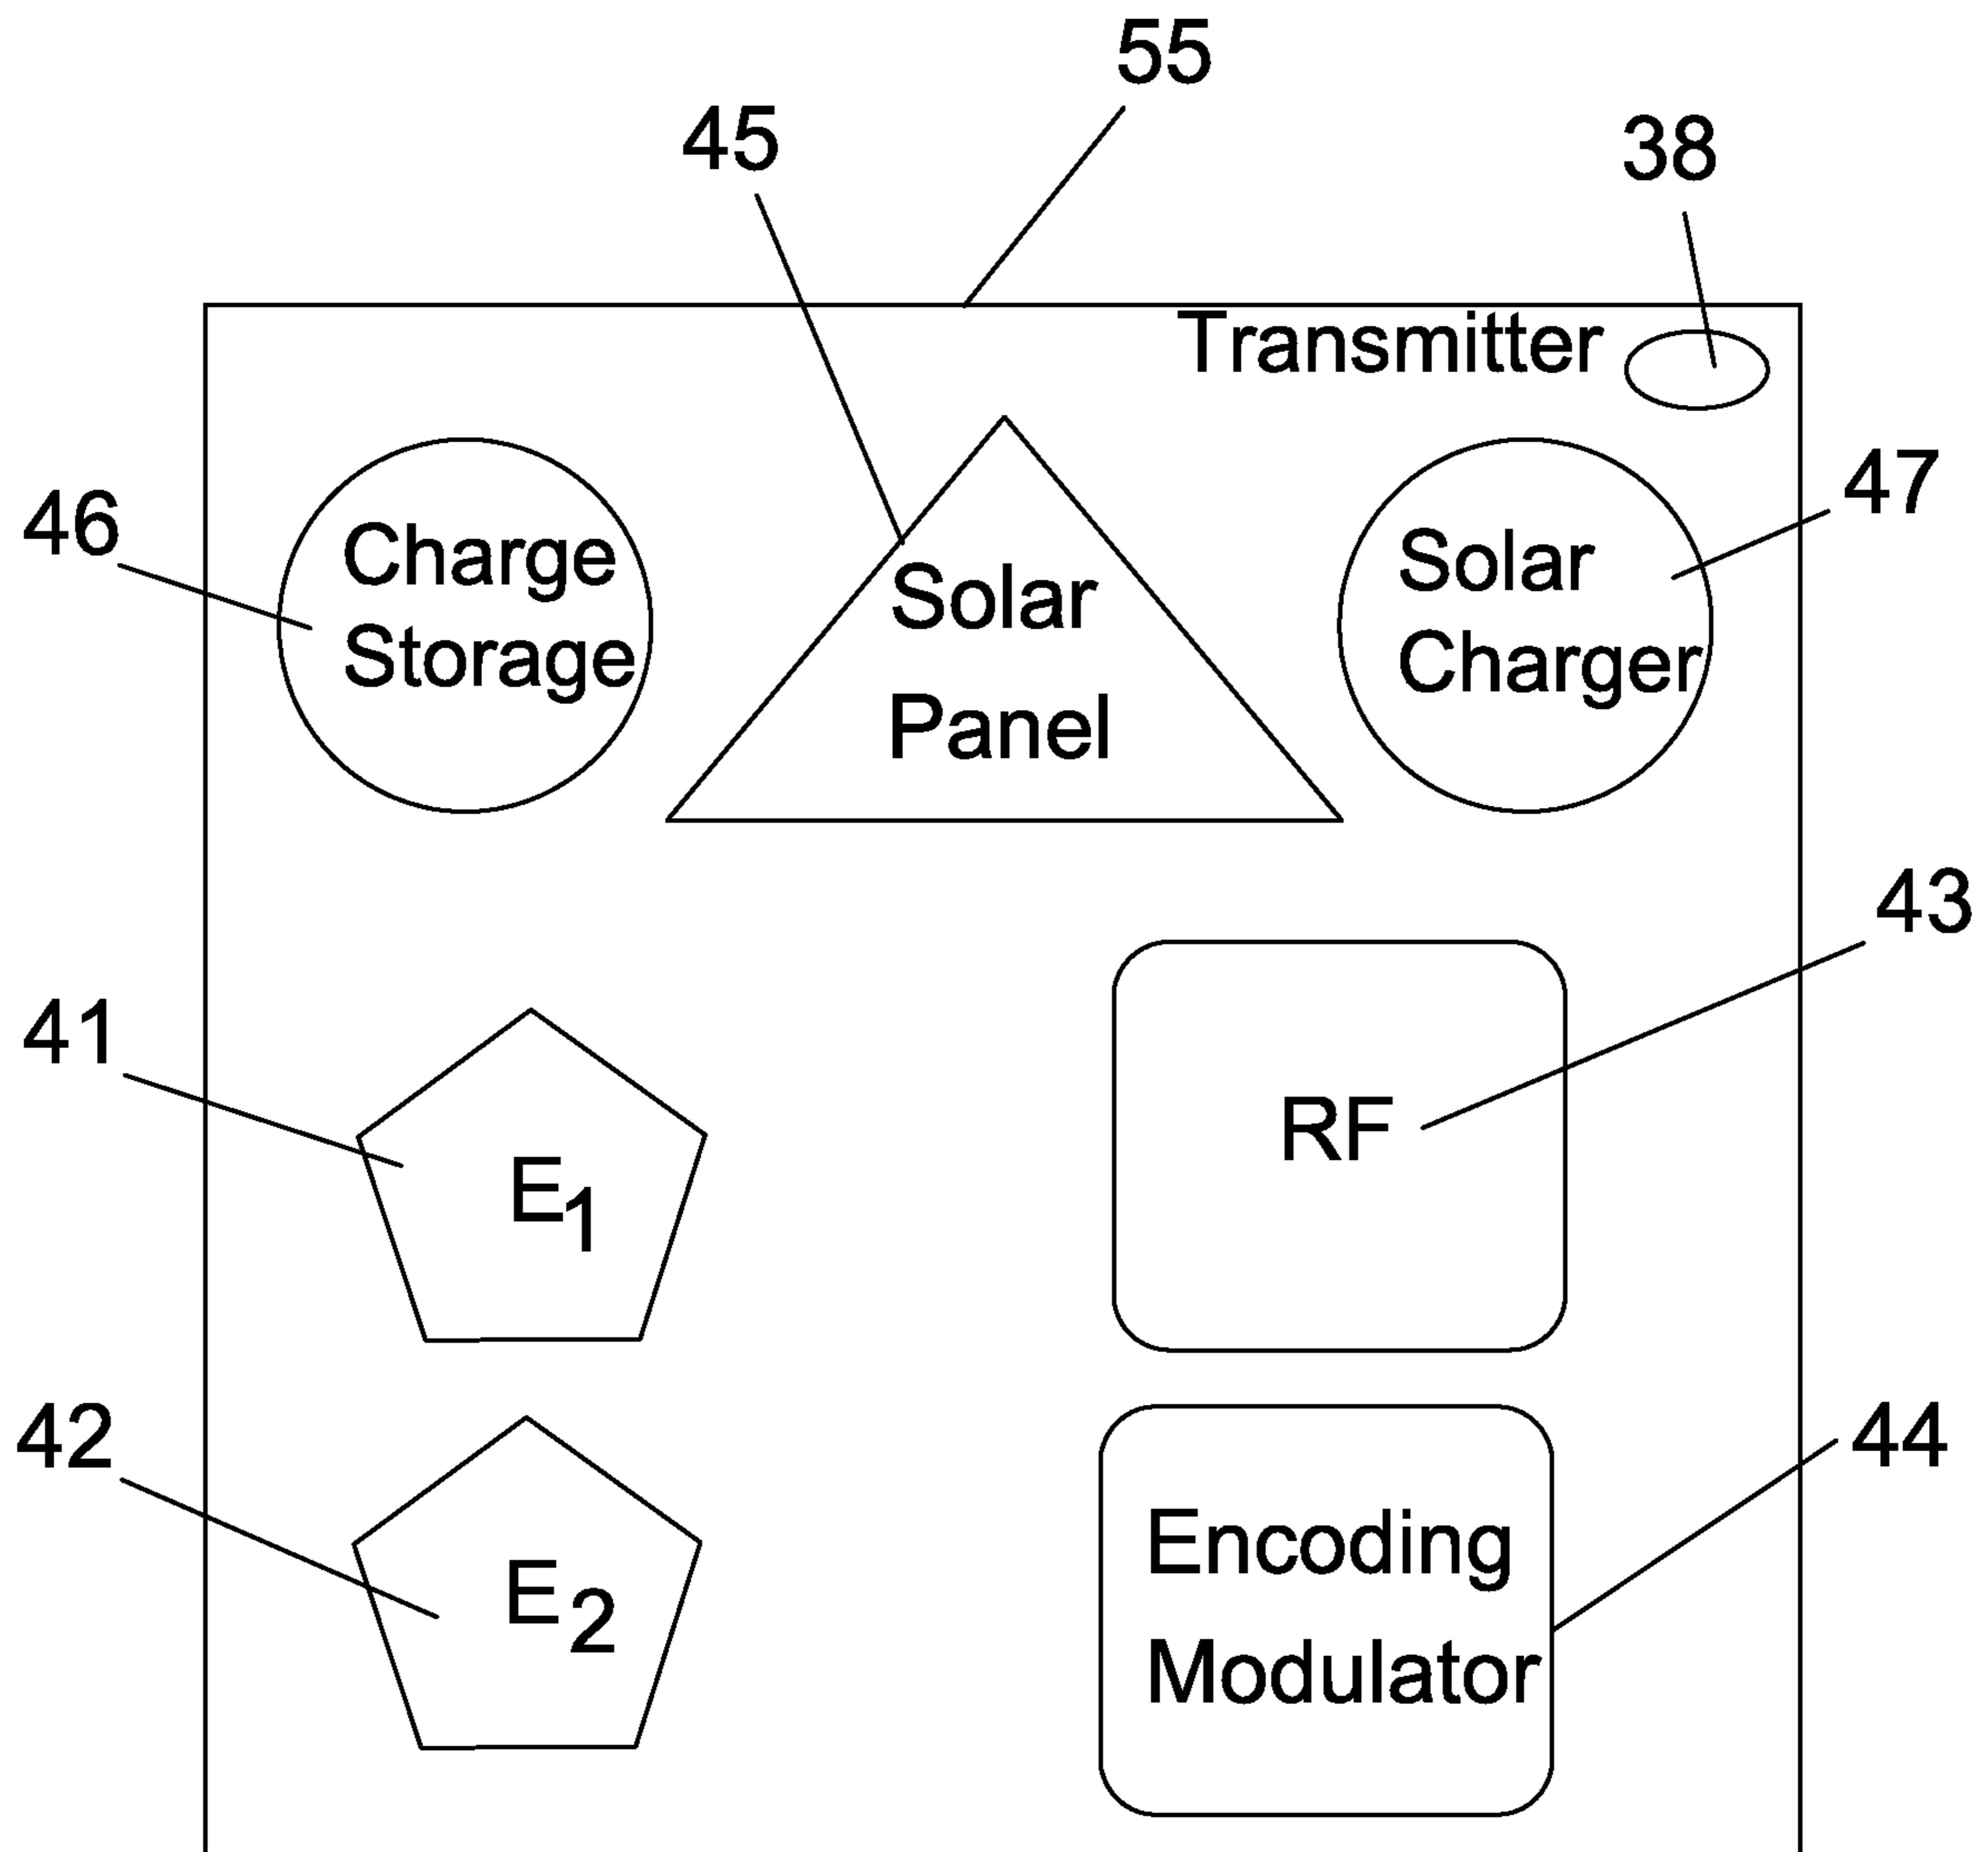 55
45
38
Transmitter
46
47
Charge
Storage
Solar
Panel
Solar
Charger
43
41
RF
E1
42
44
E2
Encoding
Modulator